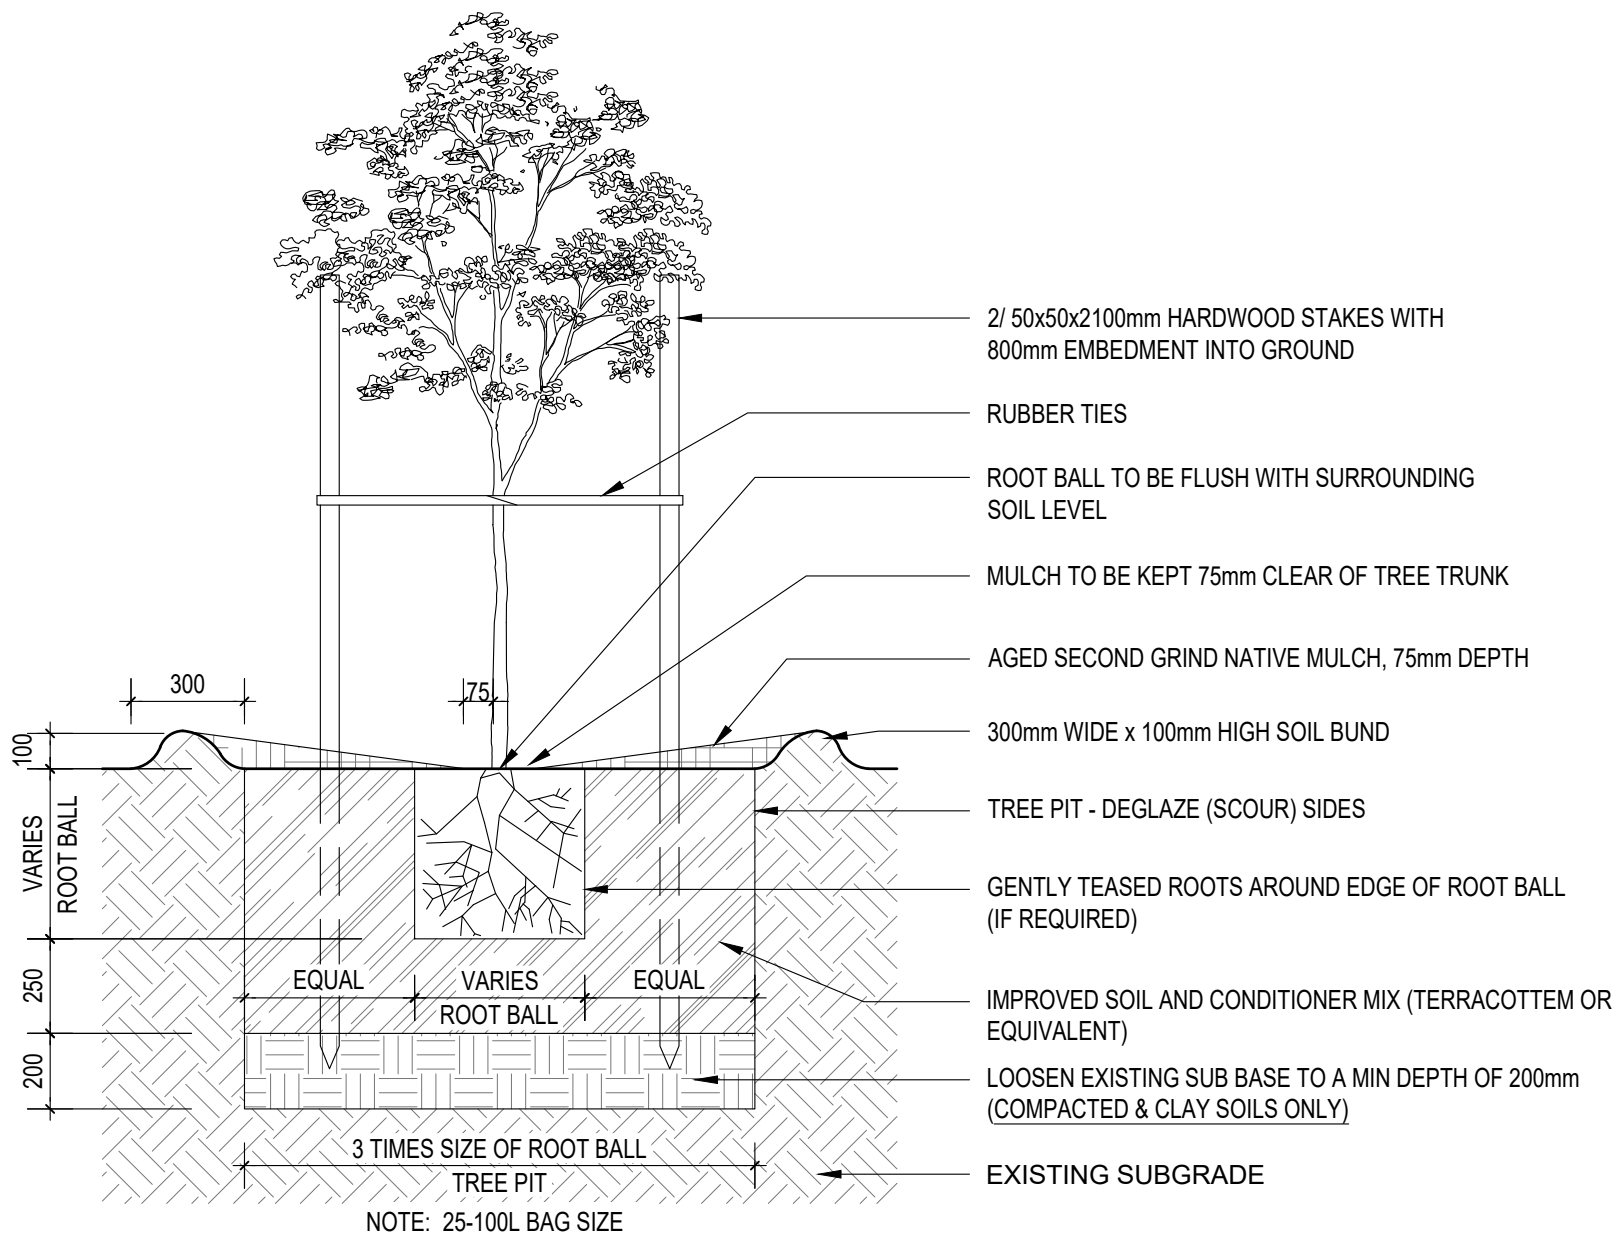 2/ 50x50x2100mm HARDWOOD STAKES WITH
800mm EMBEDMENT INTO GROUND
RUBBER TIES
ROOT BALL TO BE FLUSH WITH SURROUNDING
SOIL LEVEL
MULCH TO BE KEPT 75mm CLEAR OF TREE TRUNK
AGED SECOND GRIND NATIVE MULCH, 75mm DEPTH
300
75
100
300mm WIDE x 100mm HIGH SOIL BUND
TREE PIT - DEGLAZE (SCOUR) SIDES
VARIES
ROOT BALL
GENTLY TEASED ROOTS AROUND EDGE OF ROOT BALL
(IF REQUIRED)
250
EQUAL
VARIES
EQUAL
ROOT BALL
IMPROVED SOIL AND CONDITIONER MIX (TERRACOTTEM OR
EQUIVALENT)
200
LOOSEN EXISTING SUB BASE TO A MIN DEPTH OF 200mm
(COMPACTED & CLAY SOILS ONLY)
3 TIMES SIZE OF ROOT BALL
TREE PIT
EXISTING SUBGRADE
NOTE: 25-100L BAG SIZE